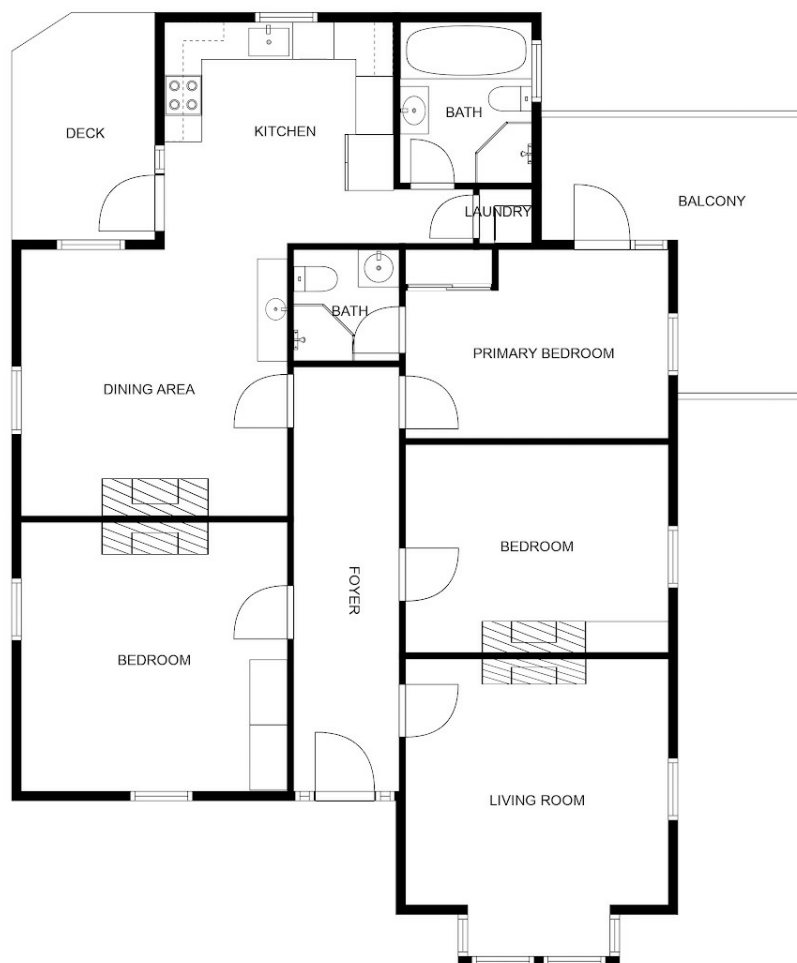 DECK
KITCHEN
BATH
LAUNDRY
BALCONY
BATH
PRIMARY BEDROOM
DINING AREA
BEDROOM
FOYER
BEDROOM
LIVING ROOM